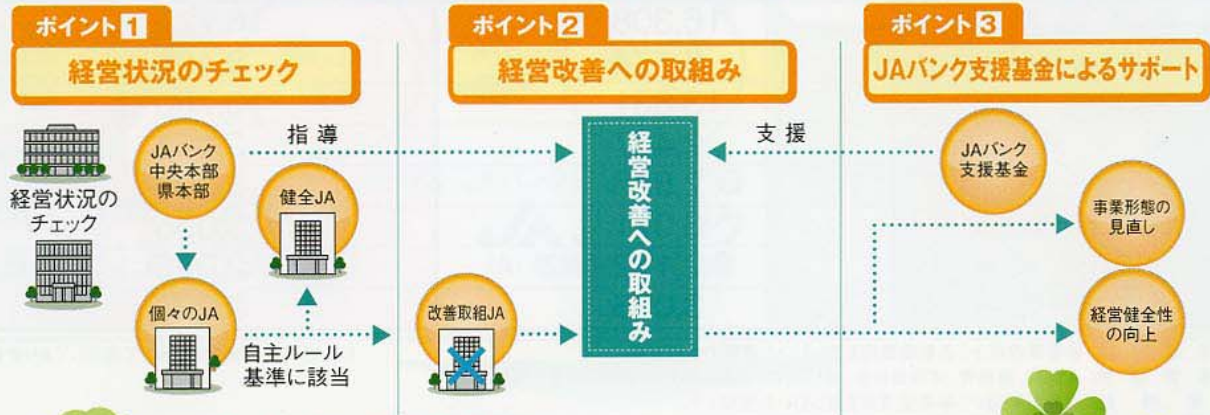 ポイント1
経営状況のチェック
ポイント2
経営改善への取組み
ポイント3
JAバンク支援基金によるサポート
経営状況の
チェック
JAバンク
中央本部
県本部
指導
健全JA
個々のJA
自主ルール
基準に該当
改善取組JA
経営改善への取組み
支援
JAバンク
支援基金
事業形態の
見直し
経営健全性
の向上